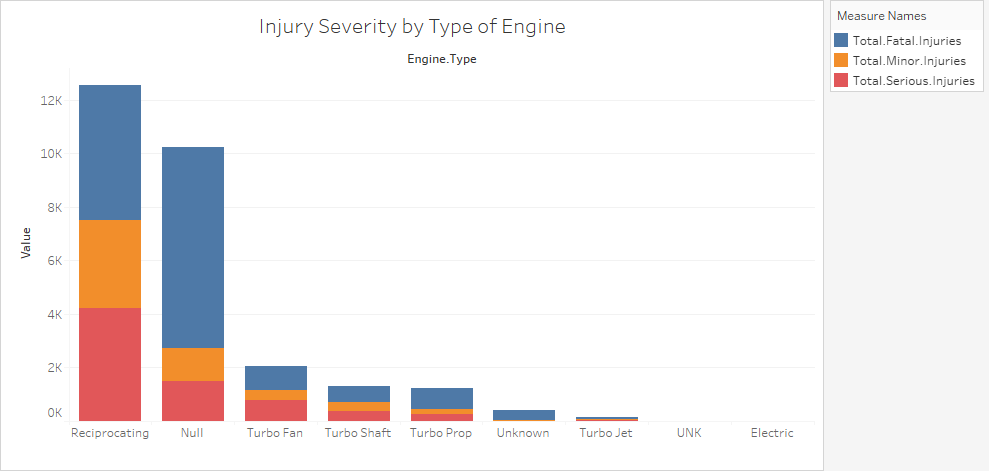 Injury Severity by Type of Engine
Engine.Type
12K
10K
8K
6K
4K
2K
0K
Value
Reciprocating
Null
Turbo Fan
Turbo Shaft
Turbo Prop
Unknown
Turbo Jet
UNK
Electric
Measure Names
Total.Fatal.Injuries
Total.Minor.Injuries
Total.Serious.Injuries